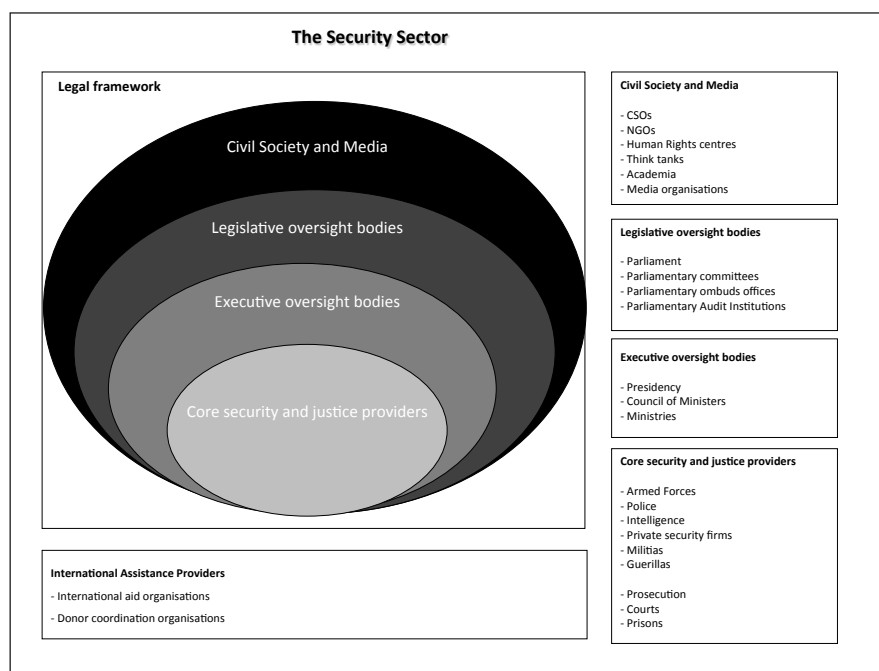 The Security Sector
Legal framework
Civil Society and Media
Legislative oversight bodies
Executive oversight bodies
Core security and justice providers
International Assistance Providers
- International aid organisations
- Donor coordination organisations
Civil Society and Media
- CSOs
- NGOs
- Human Rights centres
- Think tanks
- Academia
- Media organisations
Legislative oversight bodies
- Parliament
- Parliamentary committees
- Parliamentary ombuds offices
- Parliamentary Audit Institutions
Executive oversight bodies
- Presidency
- Council of Ministers
- Ministries
Core security and justice providers
- Armed Forces
- Police
- Intelligence
- Private security firms
- Militias
- Guerillas
- Prosecution
- Courts
- Prisons